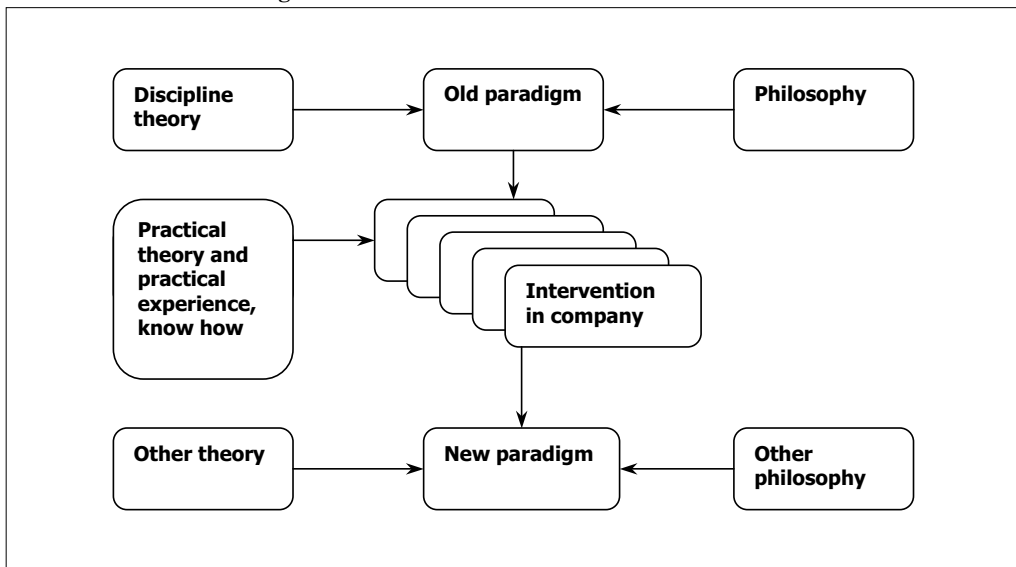 Discipline
theory
Old paradigm
Philosophy
Practical
theory and
practical
experience,
know how
Intervention
in company
Other theory
New paradigm
Other
philosophy